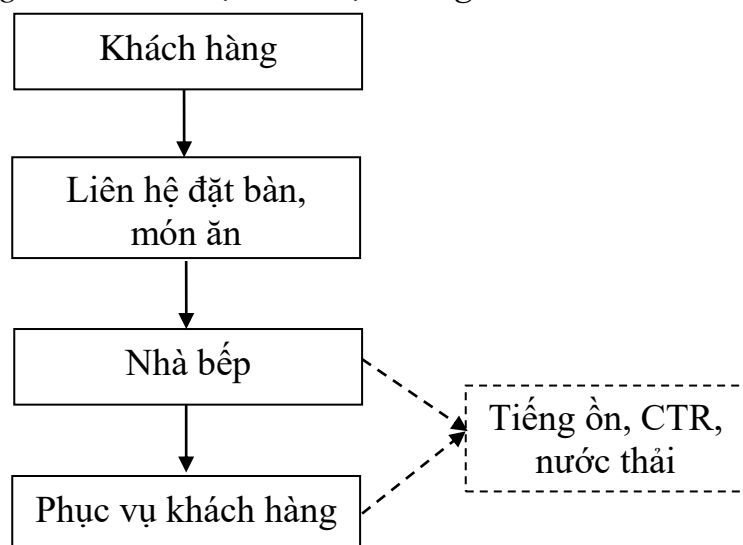 Khách hàng
Liên hệ đặt bàn,
món ăn
Nhà bếp
Tiếng ồn, CTR,
nước thải
Phục vụ khách hàng